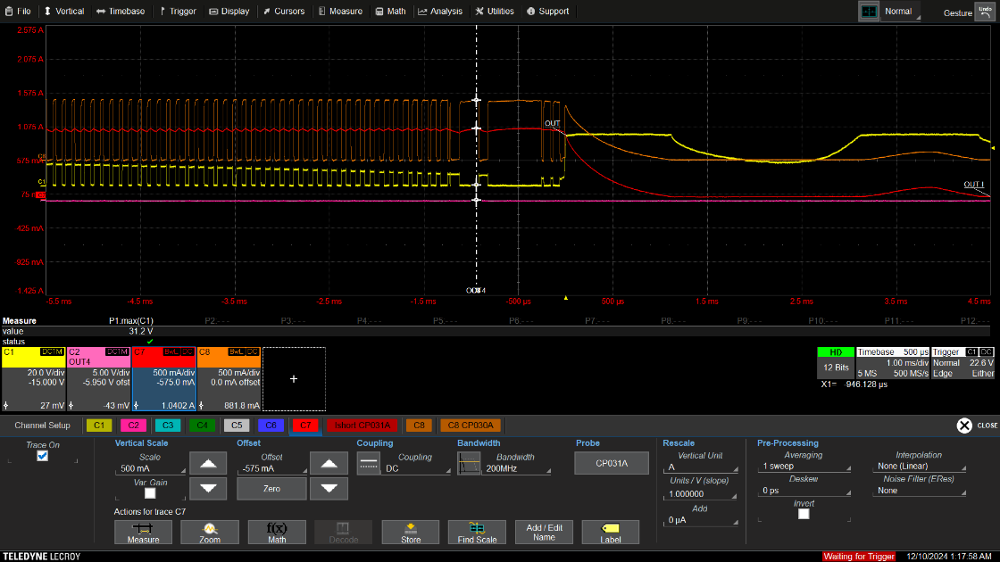 File Vertical Timebase Trigger Display Cursors Measure Math Analysis Utilities Support Normal Gesture Undo
2.575 A
2.075 A
1.575 A
1.075 A
575 mA
75 mA
-425 mA
-925 mA
-1.425 A
C8
C1
C7
OUT
OUT I
-5.5 ms -4.5 ms -3.5 ms -2.5 ms -1.5 ms -500 µs 500 µs 1.5 ms 2.5 ms 3.5 ms 4.5 ms
Measure P1:max(C1) P2:- - - P3:- - - P4:- - - P5:- - - P6:- - - P7:- - - P8:- - - P9:- - - P10:- - - P11:- - - P12:- - -
value 31.2 V
status
C1 DC1M
20.0 V/div
-15.000 V
27 mV
C2 DC1M
OUT4
5.00 V/div
-5.950 V ofst
-43 mV
C7 BwL DC
500 mA/div
-575.0 mA
1.0402 A
C8 BwL DC
500 mA/div
0.0 mA offset
881.8 mA
+
HD
12 Bits
Timebase 500 µs
1.00 ms/div
5 MS 500 MS/s
Trigger C1 DC
Normal 22.6 V
Edge Either
X1= -946.128 µs
Channel Setup C1 C2 C3 C4 C5 C6 C7 Ishort CP031A C8 C8 CP030A CLOSE
Trace On
Vertical Scale
Scale
500 mA
Var. Gain
Offset
Offset
-575 mA
Zero
Coupling
Coupling
DC
Bandwidth
Bandwidth
200MHz
Probe
CP031A
Rescale
Vertical Unit
A
Units / V (slope)
1.000000
Add
0 µA
Pre-Processing
Averaging
1 sweep
Deskew
0 ps
Invert
Interpolation
None (Linear)
Noise Filter (ERes)
None
Actions for trace C7
Measure
Zoom
f(x)
Math
Decode
Store
Find Scale
Add / Edit
Name
Label
TELEDYNE LECROY Waiting for Trigger 12/10/2024 1:17:58 AM